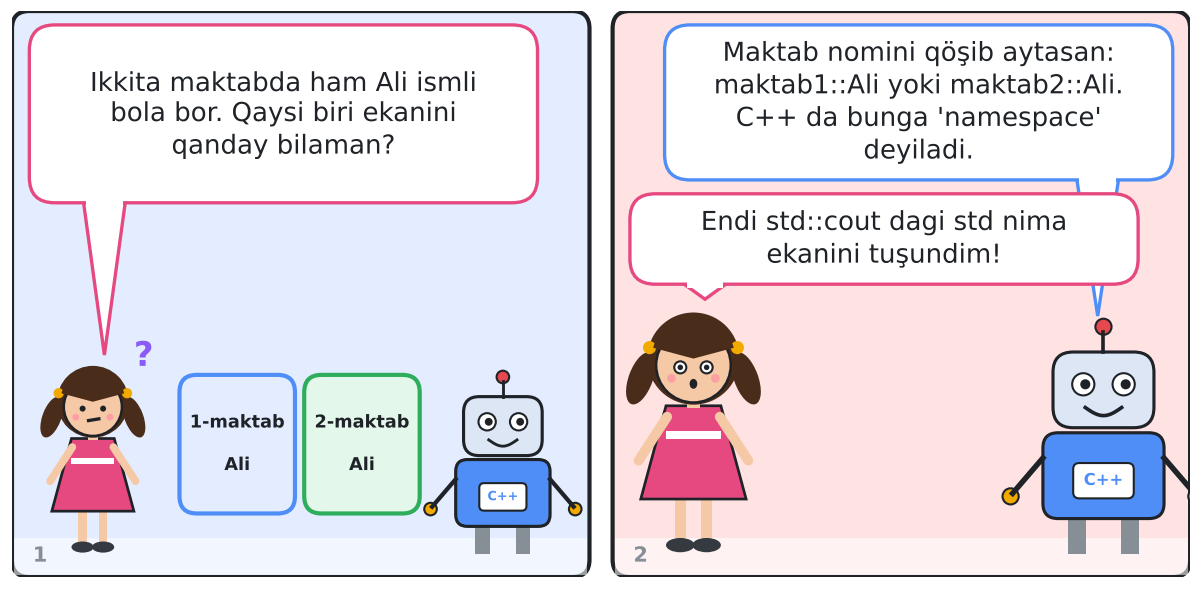 Ikkita maktabda ham Ali ismli
bola bor. Qaysi biri ekanini
qanday bilaman?
?
1-maktab
Ali
2-maktab
Ali
C++
1
Maktab nomini qöşib aytasan:
maktab1::Ali yoki maktab2::Ali.
C++ da bunga 'namespace'
deyiladi.
Endi std::cout dagi std nima
ekanini tuşundim!
C++
2